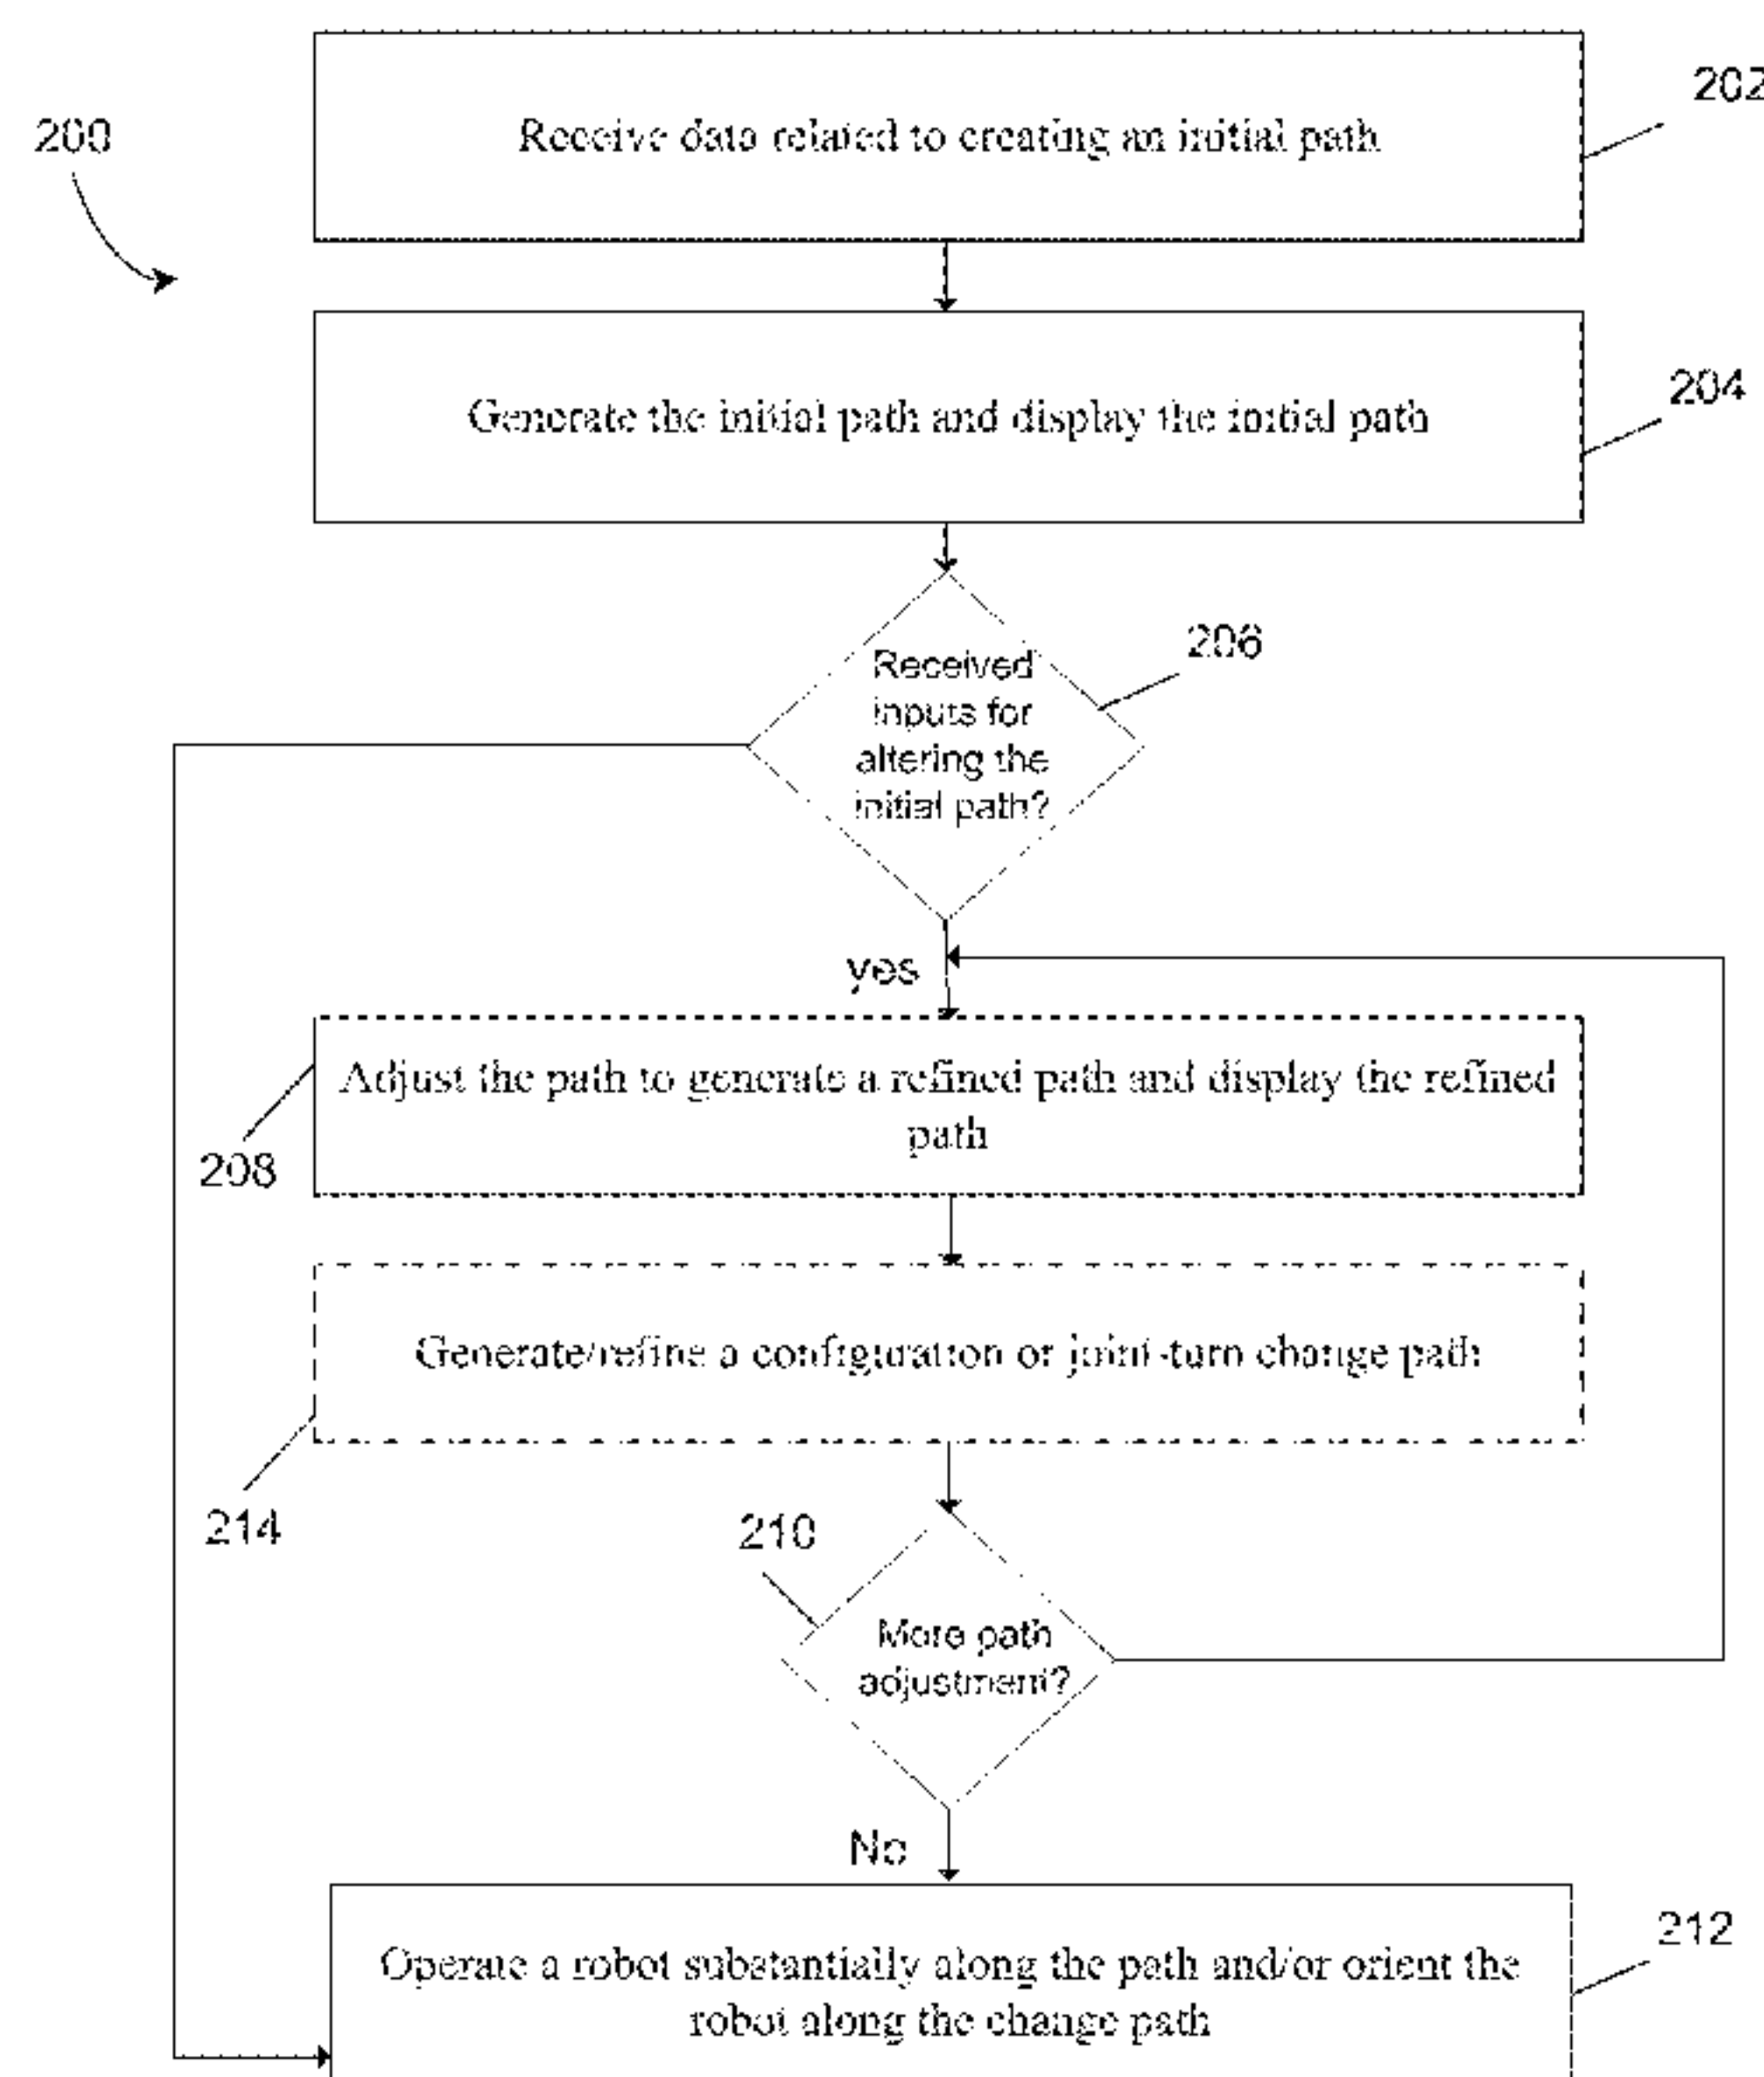 200
202
Receive data related to creating an initial path
204
Generate the initial path and display the initial path
206
Received
inputs for
altering the
initial path?
yes
Adjust the path to generate a refined path and display the refined
path
208
Generate/refine a configuration or joint-turn change path
214
210
More path
adjustment?
No
212
Operate a robot substantially along the path and/or orient the
robot along the change path